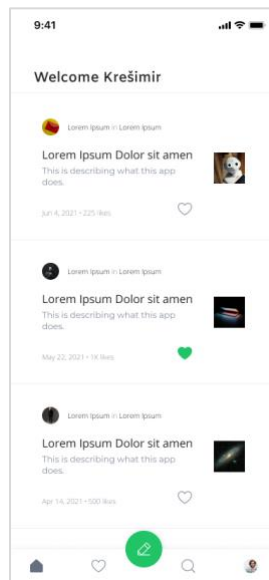 9:41
Welcome Krešimir
Lorem Ipsum in Lorem Ipsum
Lorem Ipsum Dolor sit amen
This is describing what this app
does.
Jun 4, 2021 • 225 likes
Lorem Ipsum in Lorem Ipsum
Lorem Ipsum Dolor sit amen
This is describing what this app
does.
May 22, 2021 • 1K likes
Lorem Ipsum in Lorem Ipsum
Lorem Ipsum Dolor sit amen
This is describing what this app
does.
Apr 14, 2021 • 500 likes